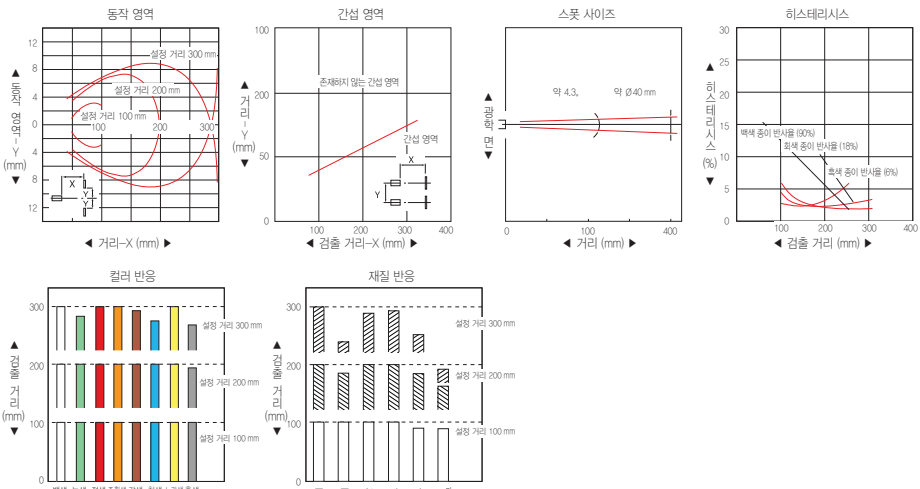 동작 영역
12
8
4
0
4
8
12
▲ 동작 영역-Y (mm) ▼
설정 거리 300 mm
설정 거리 200 mm
설정 거리 100 mm
100
200
300
X
Y
Y
◀ 거리-X (mm) ▶
간섭 영역
100
200
50
0
▲ 거리-Y (mm) ▼
존재하지 않는 간섭 영역
간섭 영역
X
Y
100
200
300
400
◀ 검출 거리-X (mm) ▶
스폿 사이즈
▲ 광학 면 ▼
약 4.3°
약 Ø40 mm
0
100
400
◀ 거리 (mm) ▶
히스테리시스
30
25
20
15
10
5
0
▲ 히스테리시스 (%) ▼
백색 종이 반사율 (90%)
회색 종이 반사율 (18%)
흑색 종이 반사율 (6%)
100
200
300
400
◀ 검출 거리 (mm) ▶
컬러 반응
300
200
100
0
▲ 검출 거리 (mm) ▼
설정 거리 300 mm
설정 거리 200 mm
설정 거리 100 mm
재질 반응
300
200
100
0
▲ 검출 거리 (mm) ▼
설정 거리 300 mm
설정 거리 200 mm
설정 거리 100 mm